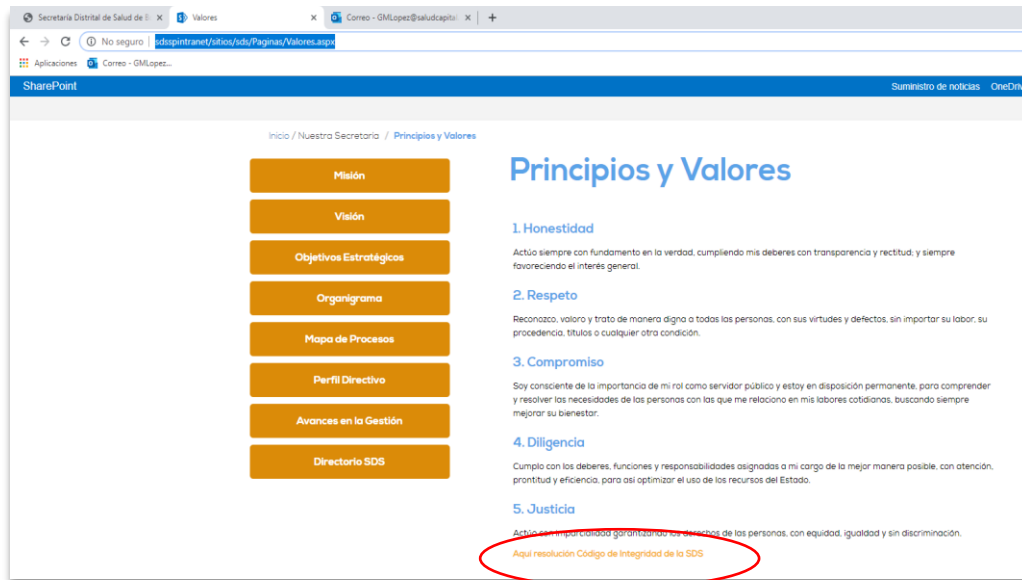 Secretaría Distrital de Salud de B
Valores
Correo - GMLopez@saludcapital.
No seguro | sdsspintranet/sitios/sds/Paginas/Valores.aspx
Aplicaciones Correo - GMLopez...
SharePoint
Suministro de noticias OneDriv
Inicio / Nuestra Secretaria / Principios y Valores
Misión
Visión
Objetivos Estratégicos
Organigrama
Mapa de Procesos
Perfil Directivo
Avances en la Gestión
Directorio SDS
Principios y Valores
1. Honestidad
Actúo siempre con fundamento en la verdad, cumpliendo mis deberes con transparencia y rectitud; y siempre
favoreciendo el interés general.
2. Respeto
Reconozco, valoro y trato de manera digna a todas las personas, con sus virtudes y defectos, sin importar su labor, su
procedencia, títulos o cualquier otra condición.
3. Compromiso
Soy consciente de la importancia de mi rol como servidor público y estoy en disposición permanente, para comprender
y resolver las necesidades de las personas con las que me relaciono en mis labores cotidianas, buscando siempre
mejorar su bienestar.
4. Diligencia
Cumplo con los deberes, funciones y responsabilidades asignadas a mi cargo de la mejor manera posible, con atención,
prontitud y eficiencia, para asi optimizar el uso de los recursos del Estado.
5. Justicia
Actúo con imparcialidad garantizando los derechos de las personas, con equidad, igualdad y sin discriminación.
Aquí resolución Código de Integridad de la SDS